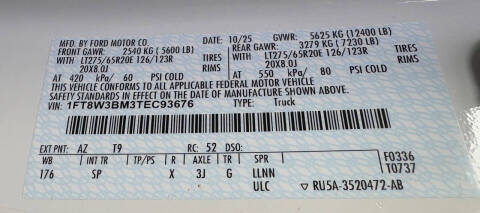 MFD. BY FORD MOTOR CO. 10/25 GVWR: 5625 KG (12400 LB)
FRONT GAWR: 2540 KG (5600 LB) REAR GAWR: 3279 KG (7230 LB)
WITH LT275/65R20E 126/123R TIRES WITH LT275/65R20E 126/123R TIRES
20X8.0J RIMS 20X8.0J RIMS
AT 420 kPa/ 60 PSI COLD AT 550 kPa/ 80 PSI COLD
THIS VEHICLE CONFORMS TO ALL APPLICABLE FEDERAL MOTOR VEHICLE
SAFETY STANDARDS IN EFFECT ON THE DATE OF MANUFACTURE SHOWN ABOVE.
VIN: 1FT8W3BM3TEC93676 TYPE: Truck
EXT PNT: AZ T9 RC: 52 DSO: F0336
WB INT TR TP/PS R AXLE TR SPR T0737
176 SP X 3J G LLNN
ULC RU5A-3520472-AB